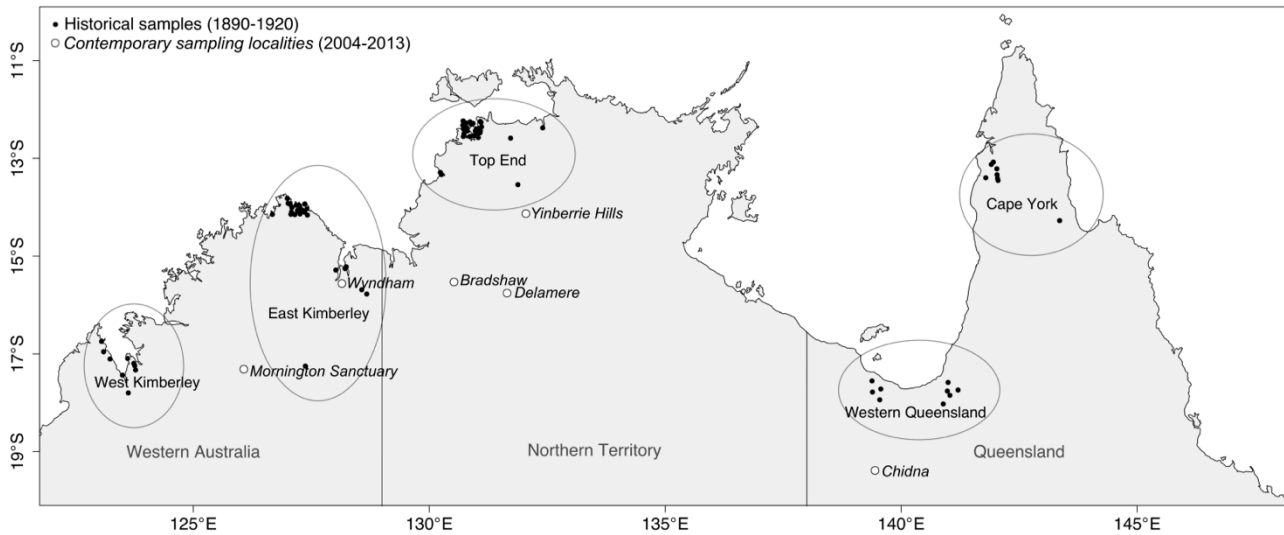 Historical samples (1890-1920)
Contemporary sampling localities (2004-2013)
11°S
13°S
15°S
17°S
19°S
Top End
Yinberrie Hills
Cape York
Bradshaw
Wyndham
Delamere
East Kimberley
West Kimberley
Mornington Sanctuary
Western Queensland
Western Australia
Northern Territory
Queensland
Chidna
125°E
130°E
135°E
140°E
145°E